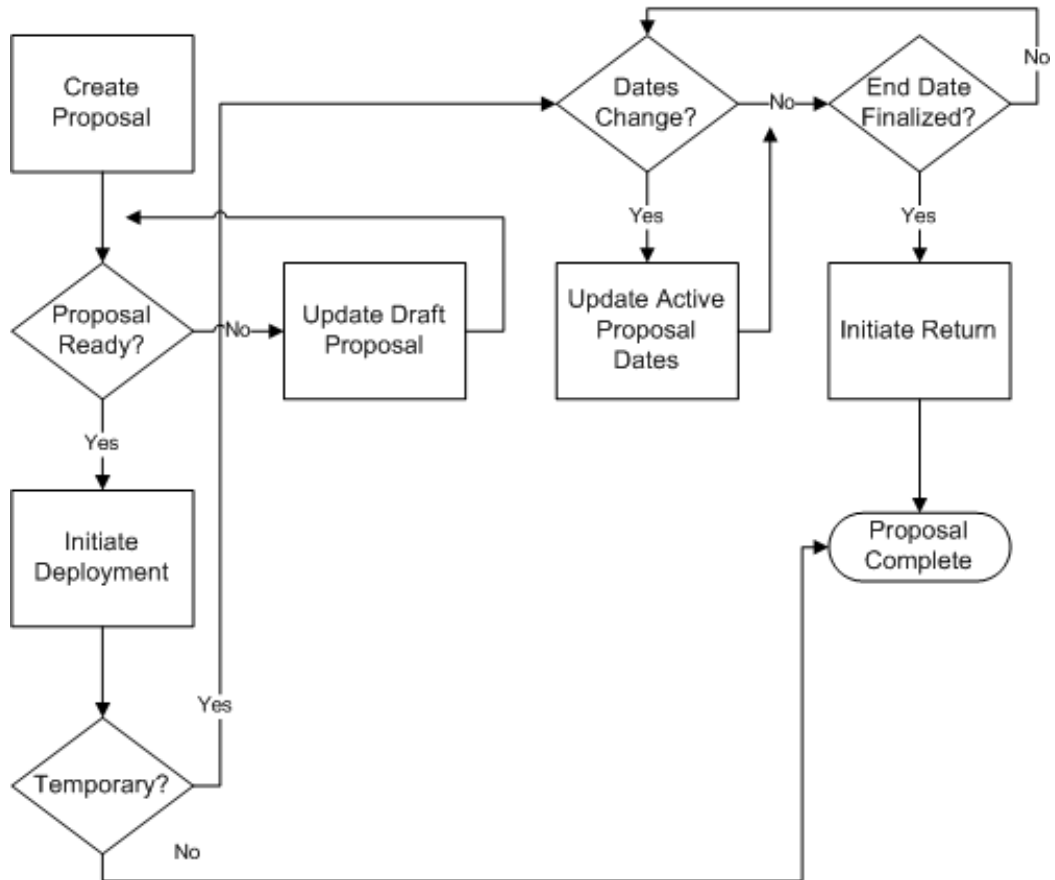 Create
Proposal
Proposal
Ready?
No
Update Draft
Proposal
Yes
Initiate
Deployment
Temporary?
Yes
No
Dates
Change?
No
End Date
Finalized?
No
Yes
Update Active
Proposal
Dates
Yes
Initiate Return
Proposal
Complete